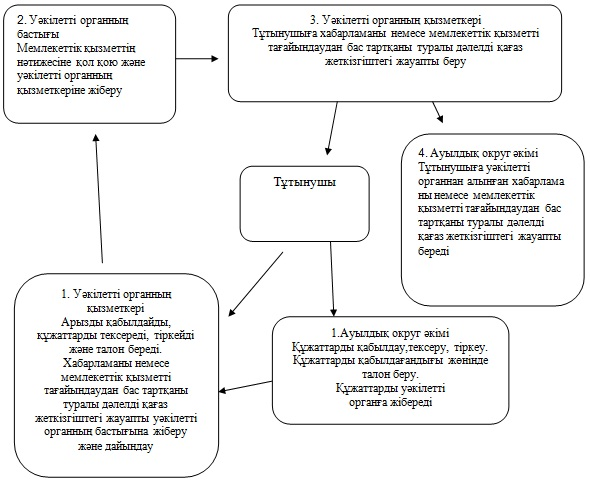 2. Уәкілетті органның
бастығы
Мемлекеттік қызметтің
нәтижесіне қол қою және
уәкілетті органның
қызметкеріне жіберу
3. Уәкілетті органның қызметкері
Тұтынушыға хабарламаны немесе мемлекеттік қызметті
тағайындаудан бас тартқаны туралы дәлелді қағаз
жеткізгіштегі жауапты беру
Тұтынушы
4. Ауылдық округ әкімі
Тұтынушыға уәкілетті
органнан алынған хабарлама
ны немесе мемлекеттік
қызметті тағайындаудан бас
тартқаны туралы дәлелді
қағаз жеткізгіштегі жауапты
береді
1. Уәкілетті органның
қызметкері
Арызды қабылдайды,
құжаттарды тексереді, тіркейді
және талон береді.
Хабарламаны немесе
мемлекеттік қызметті
тағайындаудан бас тартқаны
туралы дәлелді қағаз
жеткізгіштегі жауапты уәкілетті
органның бастығына жіберу
және дайындау
1.Ауылдық округ әкімі
Құжаттарды қабылдау,тексеру, тіркеу.
Құжаттарды қабылдағандығы жөнінде
талон беру.
Құжаттарды уәкілетті
органға жібереді